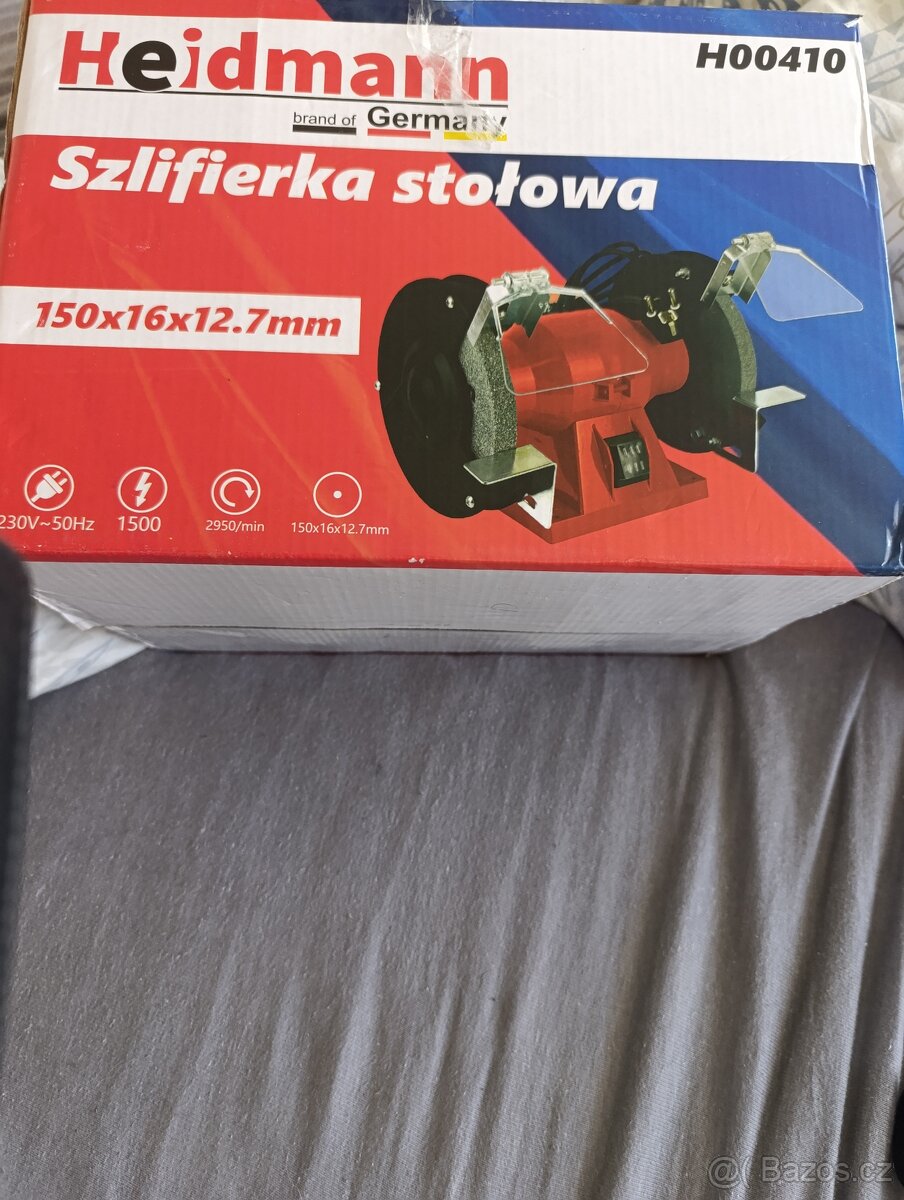 Heidmann
H00410
brand of Germany
Szlifierka stołowa
150x16x12.7mm
230V~50Hz
1500
2950/min
150x16x12.7mm
@ Bazos.cz